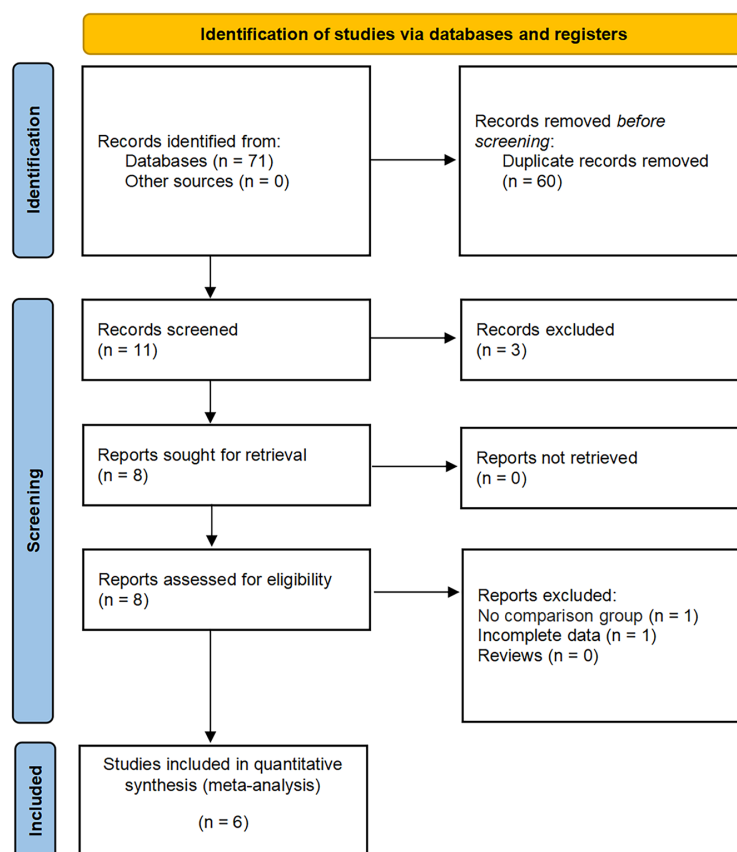 Identification of studies via databases and registers
Identification
Records identified from:
Databases (n = 71)
Other sources (n = 0)
Records removed before
screening:
Duplicate records removed
(n = 60)
Screening
Records screened
(n = 11)
Records excluded
(n = 3)
Reports sought for retrieval
(n = 8)
Reports not retrieved
(n = 0)
Reports assessed for eligibility
(n = 8)
Reports excluded:
No comparison group (n = 1)
Incomplete data (n = 1)
Reviews (n = 0)
Included
Studies included in quantitative
synthesis (meta-analysis)
(n = 6)